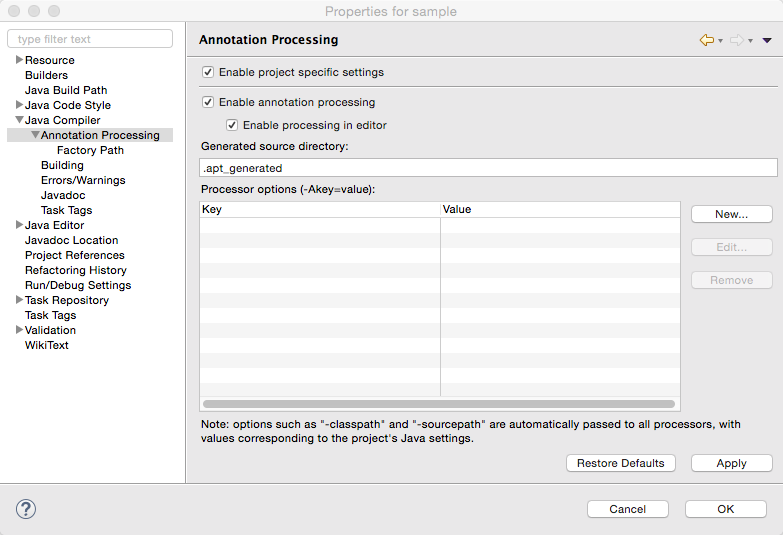 Properties for sample
type filter text
Resource
Builders
Java Build Path
Java Code Style
Java Compiler
Annotation Processing
Factory Path
Building
Errors/Warnings
Javadoc
Task Tags
Java Editor
Javadoc Location
Project References
Refactoring History
Run/Debug Settings
Task Repository
Task Tags
Validation
WikiText
Annotation Processing
Enable project specific settings
Enable annotation processing
Enable processing in editor
Generated source directory:
.apt_generated
Processor options (-Akey=value):
Key Value
New...
Edit...
Remove
Note: options such as "-classpath" and "-sourcepath" are automatically passed to all processors, with
values corresponding to the project's Java settings.
Restore Defaults Apply
? Cancel OK